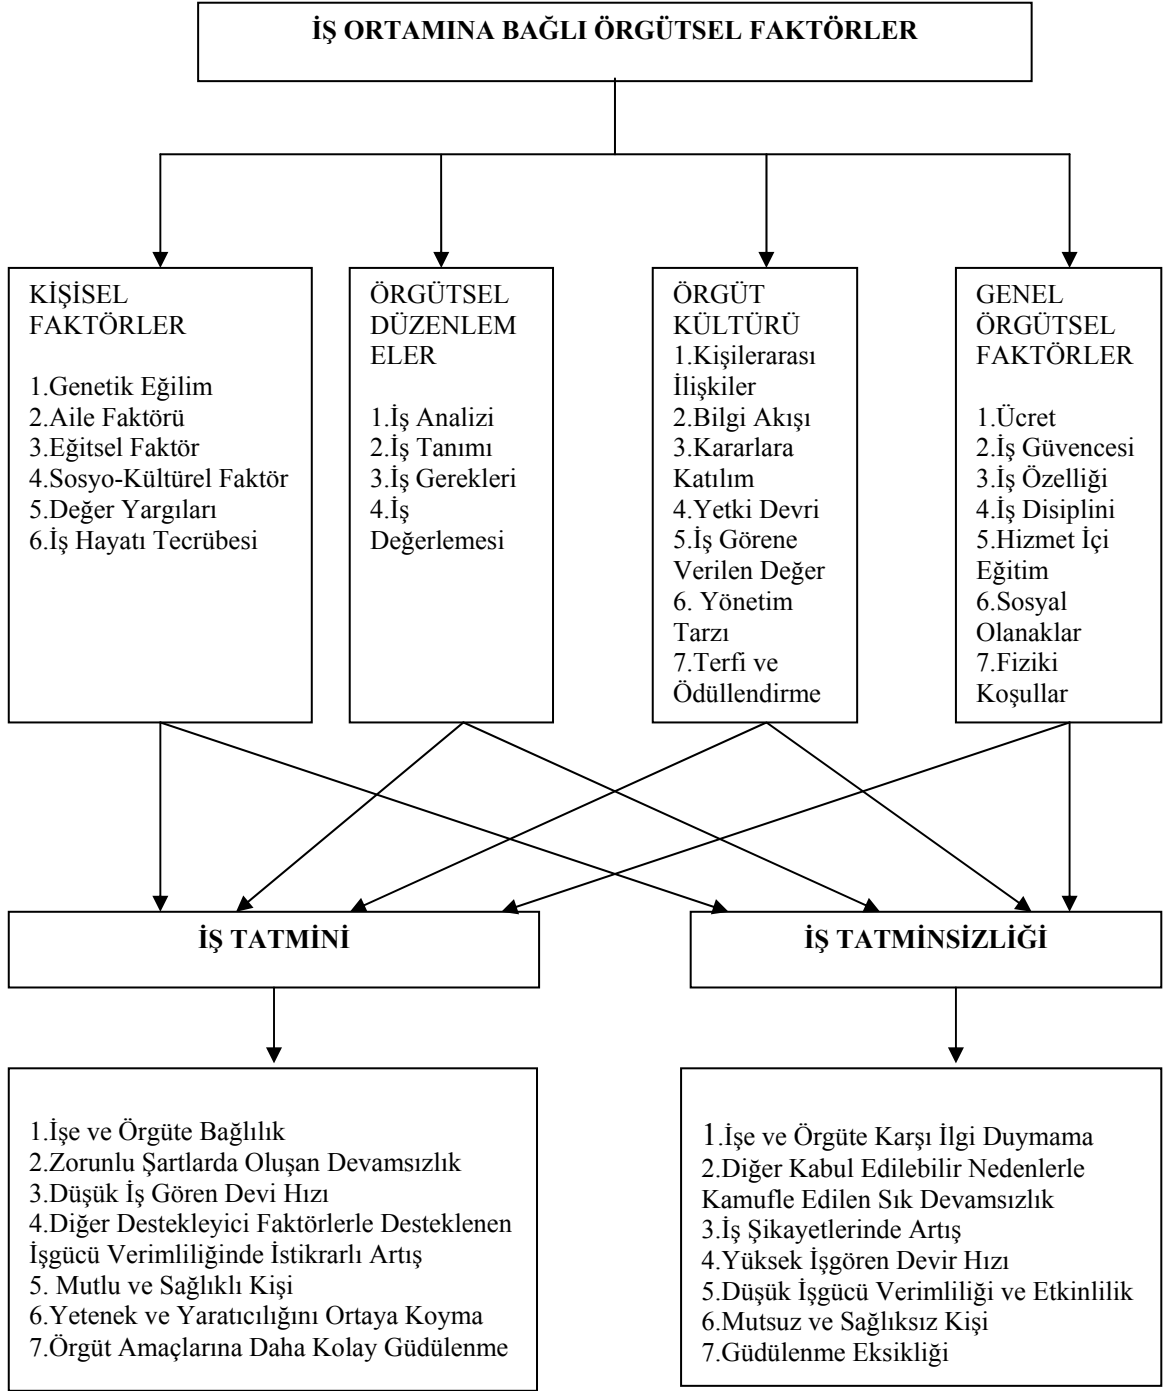 İŞ ORTAMINA BAĞLI ÖRGÜTSEL FAKTÖRLER
KİŞİSEL
FAKTÖRLER
1.Genetik Eğilim
2.Aile Faktörü
3.Eğitsel Faktör
4.Sosyo-Kültürel Faktör
5.Değer Yargıları
6.İş Hayatı Tecrübesi
ÖRGÜTSEL
DÜZENLEM
ELER
1.İş Analizi
2.İş Tanımı
3.İş Gerekleri
4.İş
Değerlemesi
ÖRGÜT
KÜLTÜRÜ
1.Kişilerarası
İlişkiler
2.Bilgi Akışı
3.Kararlara
Katılım
4.Yetki Devri
5.İş Görene
Verilen Değer
6. Yönetim
Tarzı
7.Terfi ve
Ödüllendirme
GENEL
ÖRGÜTSEL
FAKTÖRLER
1.Ücret
2.İş Güvencesi
3.İş Özelliği
4.İş Disiplini
5.Hizmet İçi
Eğitim
6.Sosyal
Olanaklar
7.Fiziki
Koşullar
İŞ TATMİNİ
İŞ TATMİNSİZLİĞİ
1.İşe ve Örgüte Bağlılık
2.Zorunlu Şartlarda Oluşan Devamsızlık
3.Düşük İş Gören Devi Hızı
4.Diğer Destekleyici Faktörlerle Desteklenen
İşgücü Verimliliğinde İstikrarlı Artış
5. Mutlu ve Sağlıklı Kişi
6.Yetenek ve Yaratıcılığını Ortaya Koyma
7.Örgüt Amaçlarına Daha Kolay Güdülenme
1.İşe ve Örgüte Karşı İlgi Duymama
2.Diğer Kabul Edilebilir Nedenlerle
Kamufle Edilen Sık Devamsızlık
3.İş Şikayetlerinde Artış
4.Yüksek İşgören Devir Hızı
5.Düşük İşgücü Verimliliği ve Etkinlilik
6.Mutsuz ve Sağlıksız Kişi
7.Güdülenme Eksikliği